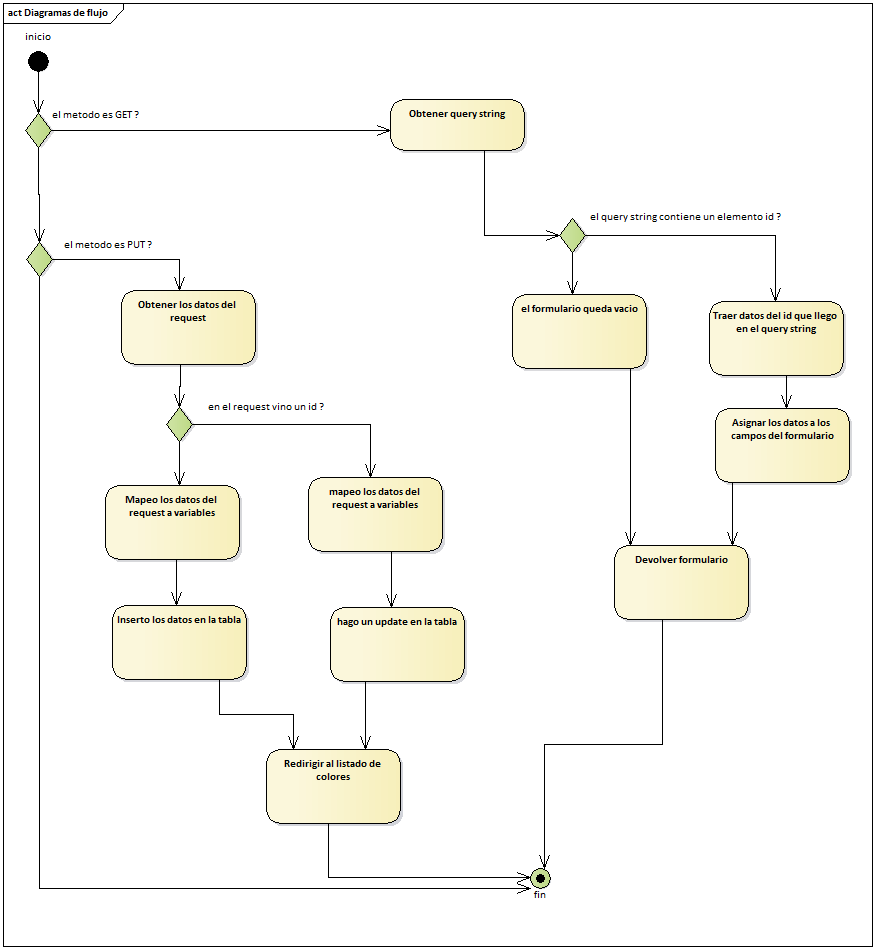 act Diagramas de flujo
inicio
el metodo es GET ?
Obtener query string
el query string contiene un elemento id ?
el metodo es PUT ?
Obtener los datos del
request
el formulario queda vacio
Traer datos del id que llego
en el query string
en el request vino un id ?
Asignar los datos a los
campos del formulario
Mapeo los datos del
request a variables
mapeo los datos del
request a variables
Devolver formulario
Inserto los datos en la tabla
hago un update en la tabla
Redirigir al listado de
colores
fin